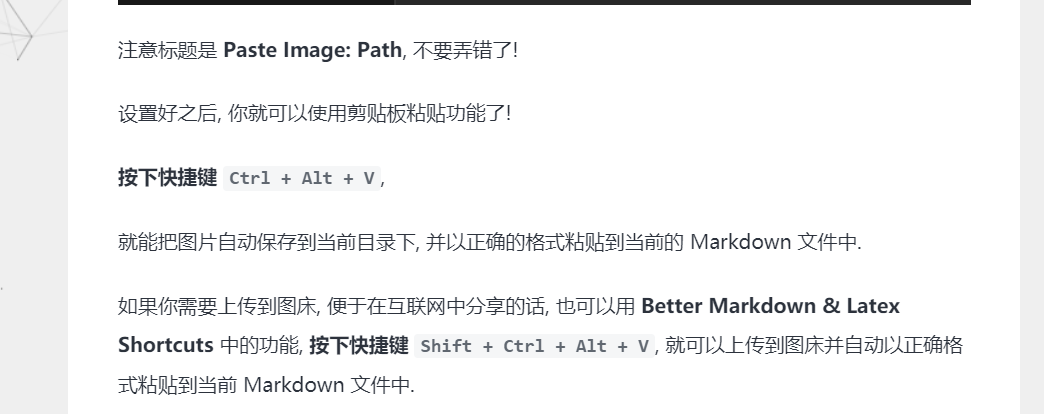 注意标题是 Paste Image: Path, 不要弄错了!
设置好之后, 你就可以使用剪贴板粘贴功能了!
按下快捷键 Ctrl + Alt + V,
就能把图片自动保存到当前目录下, 并以正确的格式粘贴到当前的 Markdown 文件中.
如果你需要上传到图床, 便于在互联网中分享的话, 也可以用 Better Markdown & Latex
Shortcuts 中的功能, 按下快捷键 Shift + Ctrl + Alt + V, 就可以上传到图床并自动以正确格
式粘贴到当前 Markdown 文件中.